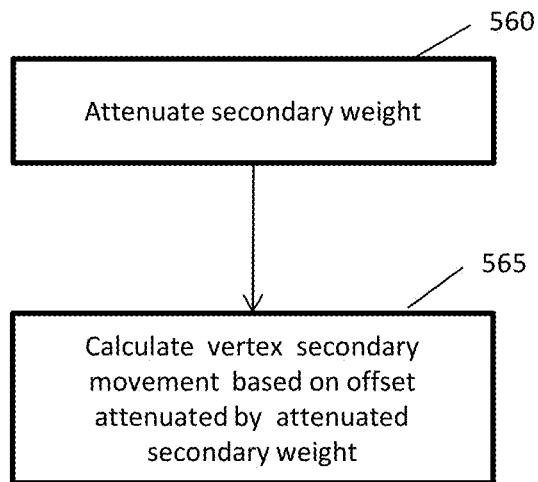 560
Attenuate secondary weight
565
Calculate vertex secondary
movement based on offset
attenuated by attenuated
secondary weight